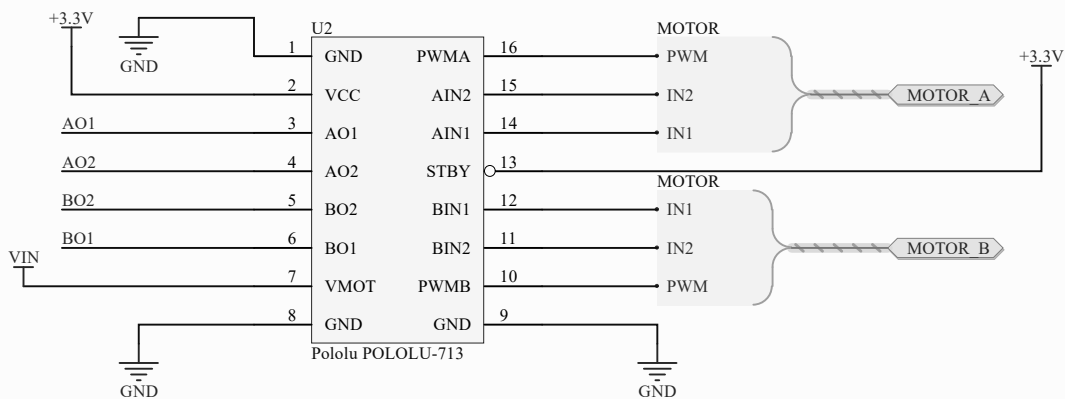 +3.3V
GND
U2
1 GND PWMA 16
2 VCC AIN2 15
AO1 3 AO1 AIN1 14
AO2 4 AO2 STBY 13
BO2 5 BO2 BIN1 12
BO1 6 BO1 BIN2 11
VIN 7 VMOT PWMB 10
8 GND GND 9
GND
Pololu POLOLU-713
GND
MOTOR
PWM
IN2
IN1
MOTOR_A
+3.3V
MOTOR
IN1
IN2
PWM
MOTOR_B